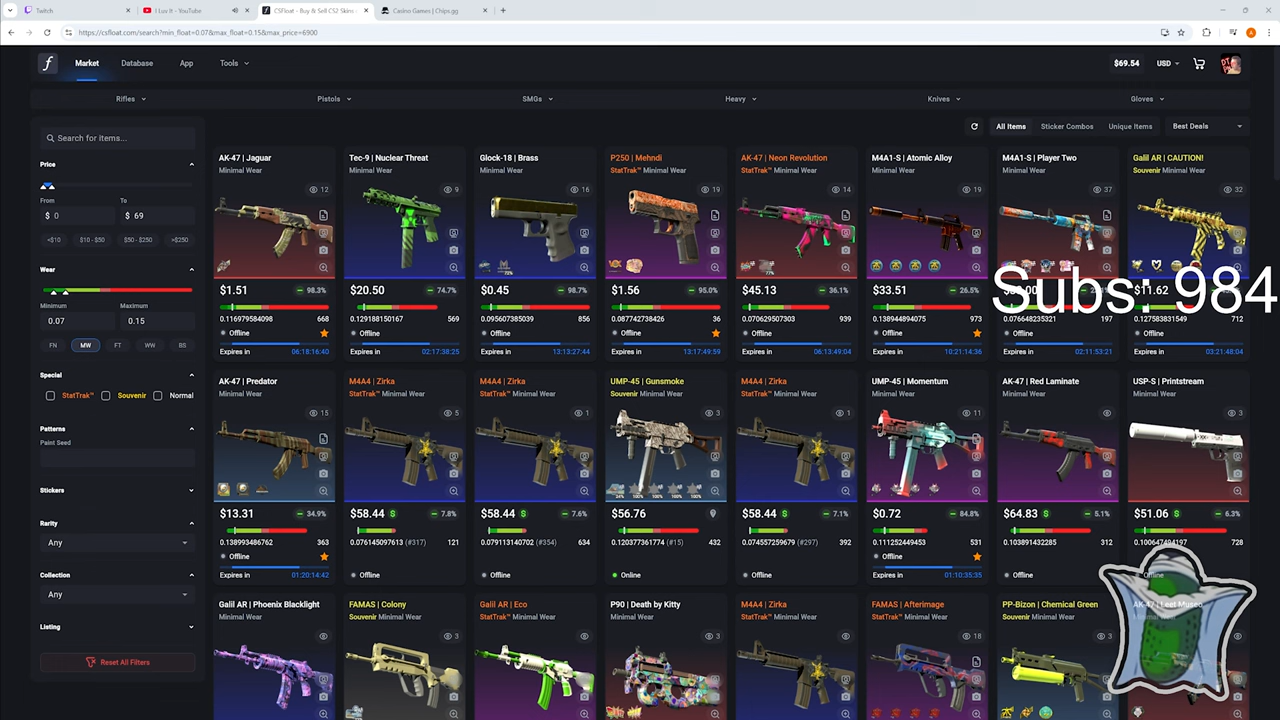 Twitch
I Luv It - YouTube
CSFloat - Buy & Sell CS2 Skins -
Casino Games | Chips.gg
https://csfloat.com/search?min_float=0.07&max_float=0.15&max_price=6900
Market
Database
App
Tools
$69.54
USD
Rifles
Pistols
SMGs
Heavy
Knives
Gloves
Search for items...
All Items
Sticker Combos
Unique Items
Best Deals
Price
From
To
$ 0
$ 69
<$10
$10 - $50
$50 - $250
>$250
Wear
Minimum
Maximum
0.07
0.15
FN
MW
FT
WW
BS
Special
StatTrak™
Souvenir
Normal
Patterns
Paint Seed
Stickers
Rarity
Any
Collection
Any
Listing
Reset All Filters
AK-47 | Jaguar
Minimal Wear
12
$1.51
98.3%
0.116979584098
668
Offline
Expires in
06:18:16:40
Tec-9 | Nuclear Threat
Minimal Wear
9
$20.50
74.7%
0.129188150167
569
Offline
Expires in
02:17:38:25
Glock-18 | Brass
Minimal Wear
16
$0.45
98.7%
856
Offline
Expires in
13:13:27:44
P250 | Mehndi
StatTrak™ Minimal Wear
19
$1.56
95.0%
0.087742738426
36
Offline
Expires in
13:17:49:59
AK-47 | Neon Revolution
StatTrak™ Minimal Wear
14
77%
$45.13
36.1%
0.070629507303
939
Offline
Expires in
06:13:49:04
M4A1-S | Atomic Alloy
Minimal Wear
19
$33.51
26.5%
0.138944894075
973
Offline
Expires in
10:21:14:36
M4A1-S | Player Two
Minimal Wear
37
0.076648235321
197
Offline
Expires in
02:11:53:21
Galil AR | CAUTION!
Souvenir Minimal Wear
32
$11.62
0.127583831549
712
Offline
Expires in
03:21:48:04
Subs: 984
AK-47 | Predator
Minimal Wear
15
$13.31
34.9%
0.138993486762
363
Offline
Expires in
01:20:14:42
M4A4 | Zirka
StatTrak™ Minimal Wear
5
$58.44
7.8%
0.076145097613 (#317)
121
Offline
M4A4 | Zirka
StatTrak™ Minimal Wear
1
$58.44
7.6%
0.079113140702 (#354)
634
Offline
UMP-45 | Gunsmoke
Souvenir Minimal Wear
3
24%
100%
100%
100%
100%
$56.76
0.120377361774 (#15)
432
Online
M4A4 | Zirka
StatTrak™ Minimal Wear
1
$58.44
7.1%
0.074557259679 (#297)
392
Offline
UMP-45 | Momentum
Minimal Wear
11
$0.72
84.8%
0.111252449453
531
Offline
Expires in
01:10:35:35
AK-47 | Red Laminate
Minimal Wear
$64.83
5.1%
0.103891432285
312
Offline
USP-S | Printstream
Minimal Wear
3
$51.06
6.3%
0.100647494197
728
Offline
Galil AR | Phoenix Blacklight
Minimal Wear
FAMAS | Colony
Souvenir Minimal Wear
3
Galil AR | Eco
StatTrak™ Minimal Wear
P90 | Death by Kitty
Minimal Wear
3
M4A4 | Zirka
StatTrak™ Minimal Wear
FAMAS | Afterimage
StatTrak™ Minimal Wear
18
PP-Bizon | Chemical Green
Souvenir Minimal Wear
3
AK-47 | Leet Museo
Minimal Wear